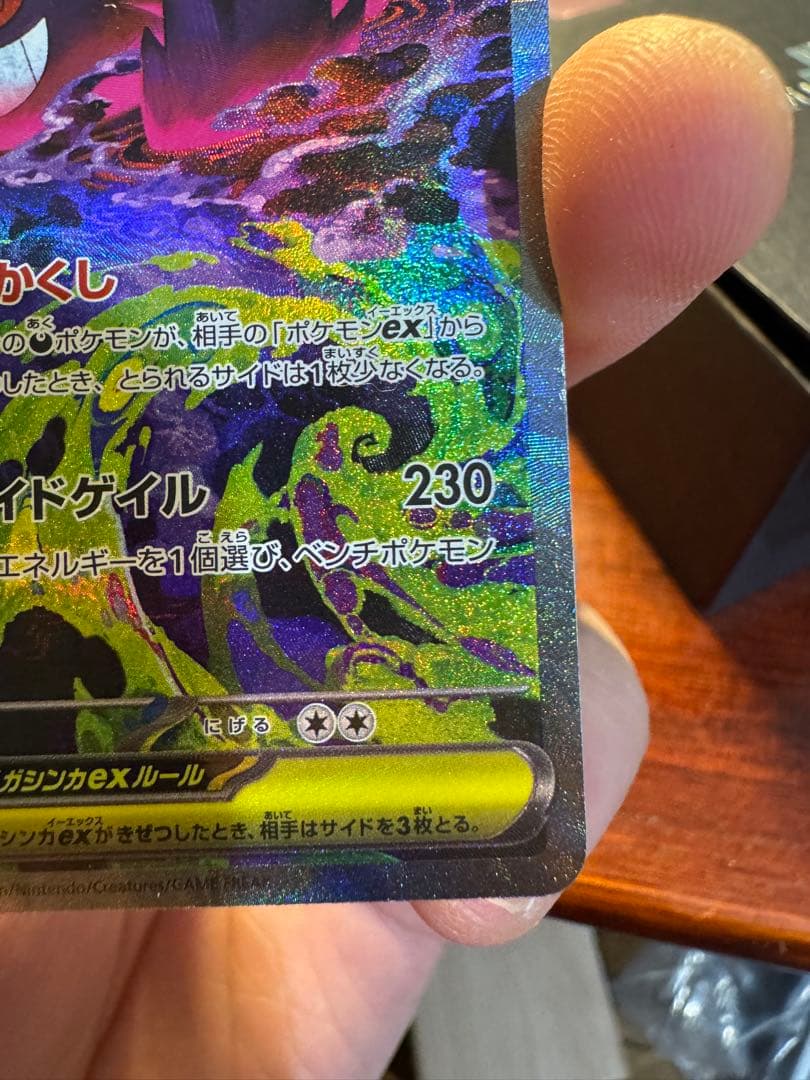 かくし
の ポケモンが、相手の「ポケモンex」から
したとき、とられるサイドは1枚少なくなる。
イドゲイル 230
エネルギーを1個選び、ベンチポケモン
にげる
ガシンカexルール
シンカexがきぜつしたとき、相手はサイドを3枚とる。
n/Nintendo/Creatures/GAME FREAK